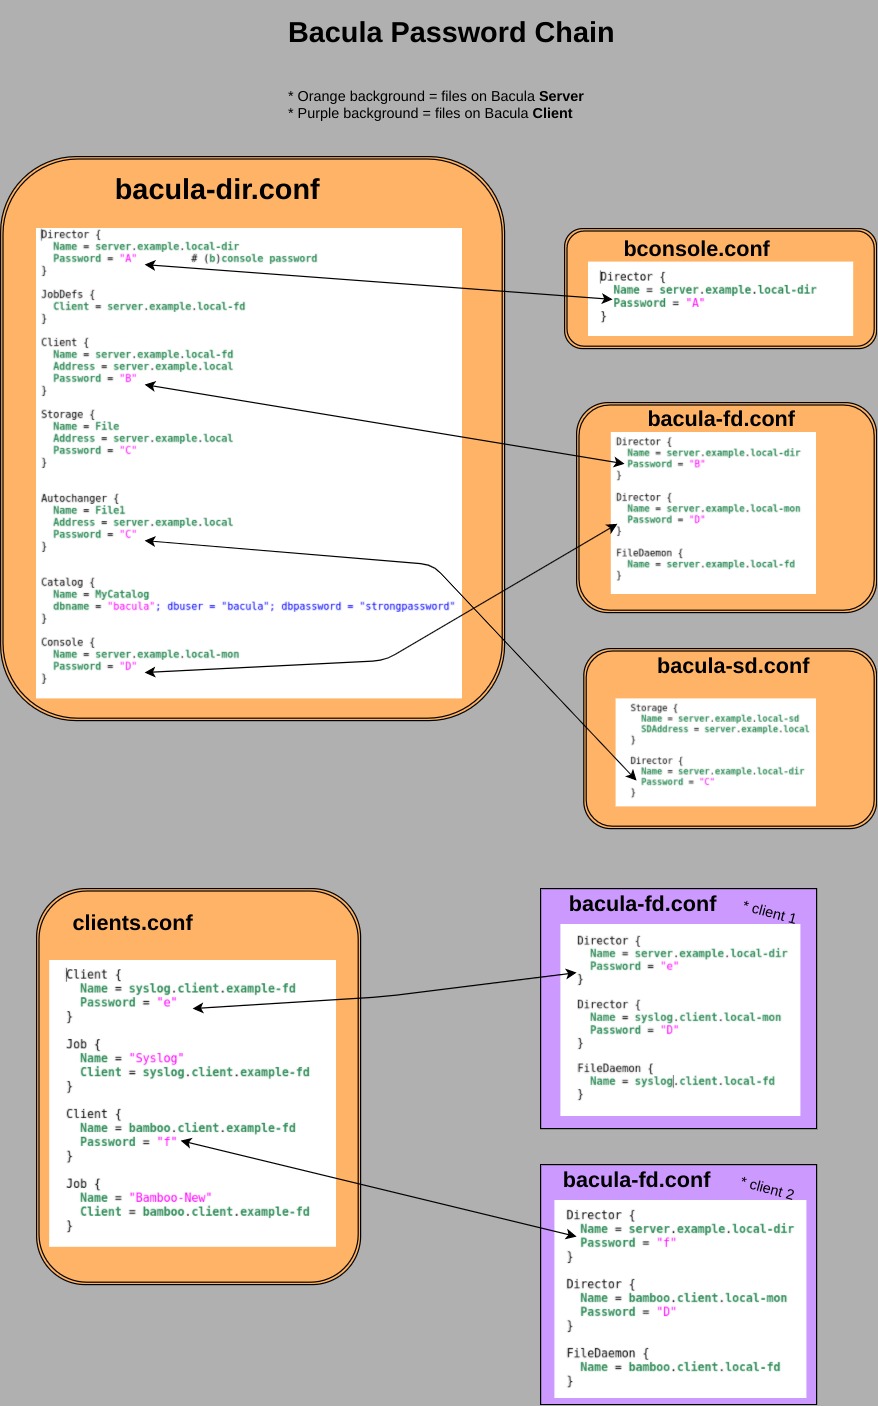 Bacula Password Chain
* Orange background = files on Bacula Server
* Purple background = files on Bacula Client
bacula-dir.conf
Director {
  Name = server.example.local-dir
  Password = "A"         # (b)console password
}
JobDefs {
  Client = server.example.local-fd
}
Client {
  Name = server.example.local-fd
  Address = server.example.local
  Password = "B"
}
Storage {
  Name = File
  Address = server.example.local
  Password = "C"
}
Autochanger {
  Name = File1
  Address = server.example.local
  Password = "C"
}
Catalog {
  Name = MyCatalog
  dbname = "bacula"; dbuser = "bacula"; dbpassword = "strongpassword"
}
Console {
  Name = server.example.local-mon
  Password = "D"
}
bconsole.conf
Director {
  Name = server.example.local-dir
  Password = "A"
}
bacula-fd.conf
Director {
  Name = server.example.local-dir
  Password = "B"
}
Director {
  Name = server.example.local-mon
  Password = "D"
}
FileDaemon {
  Name = server.example.local-fd
}
bacula-sd.conf
Storage {
  Name = server.example.local-sd
  SDAddress = server.example.local
}
Director {
  Name = server.example.local-dir
  Password = "C"
}
clients.conf
Client {
  Name = syslog.client.example-fd
  Password = "e"
}
Job {
  Name = "Syslog"
  Client = syslog.client.example-fd
}
Client {
  Name = bamboo.client.example-fd
  Password = "f"
}
Job {
  Name = "Bamboo-New"
  Client = bamboo.client.example-fd
}
bacula-fd.conf
* client 1
Director {
  Name = server.example.local-dir
  Password = "e"
}
Director {
  Name = syslog.client.local-mon
  Password = "D"
}
FileDaemon {
  Name = syslog.client.local-fd
}
bacula-fd.conf
* client 2
Director {
  Name = server.example.local-dir
  Password = "f"
}
Director {
  Name = bamboo.client.local-mon
  Password = "D"
}
FileDaemon {
  Name = bamboo.client.local-fd
}